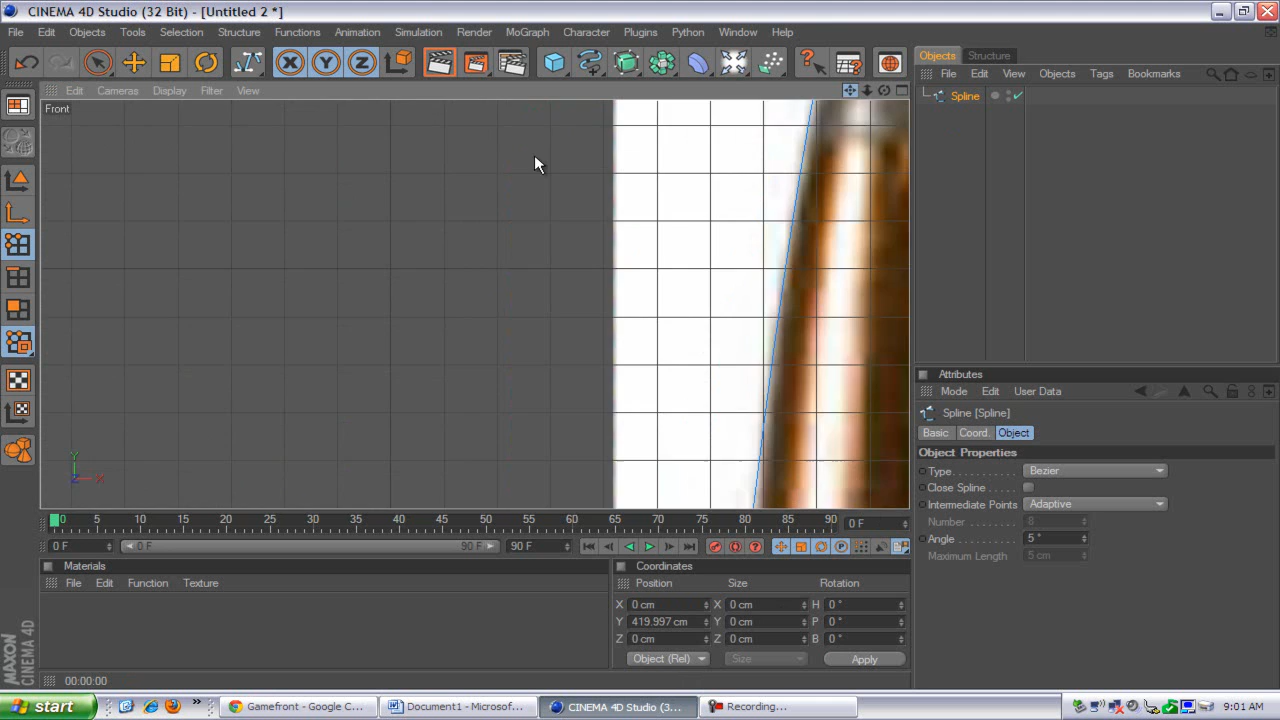 CINEMA 4D Studio (32 Bit) - [Untitled 2 *]
File Edit Objects Tools Selection Structure Functions Animation Simulation Render MoGraph Character Plugins Python Window Help
Objects Structure
File Edit View Objects Tags Bookmarks
Edit Cameras Display Filter View
Spline
Front
Attributes
Mode Edit User Data
Spline [Spline]
Basic Coord. Object
Object Properties
Type . . . . . . . . . . . Bezier
Close Spline . . . . .
Intermediate Points Adaptive
Number . . . . . . . . 8
Angle . . . . . . . . . . 5 °
Maximum Length 5 cm
Y
X
Z
0 5 10 15 20 25 30 35 40 45 50 55 60 65 70 75 80 85 90 0 F
0 F 0 F 90 F 90 F
Materials
File Edit Function Texture
Coordinates
Position Size Rotation
X 0 cm X 0 cm H 0 °
Y 419.997 cm Y 0 cm P 0 °
Z 0 cm Z 0 cm B 0 °
Object (Rel) Size Apply
MAXON
CINEMA 4D
00:00:00
start Gamefront - Google C... Document1 - Microsof... CINEMA 4D Studio (3... Recording... 9:01 AM